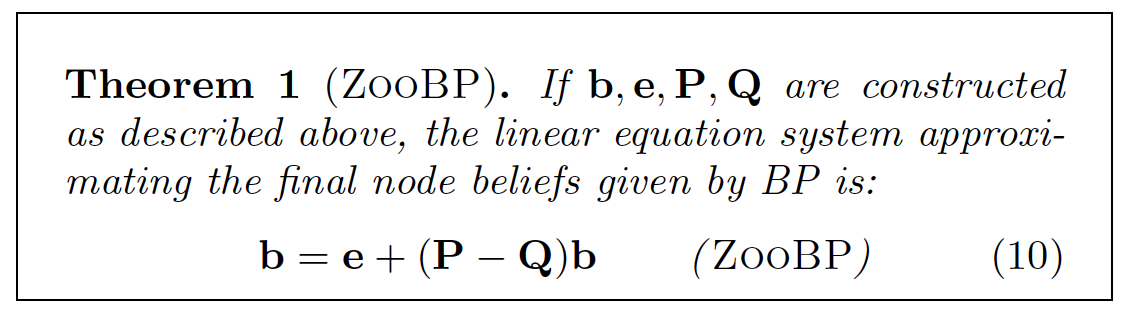 Theorem 1 (ZooBP). If b, e, P, Q are constructed
as described above, the linear equation system approxi-
mating the final node beliefs given by BP is:
b = e + (P − Q)b (ZooBP) (10)